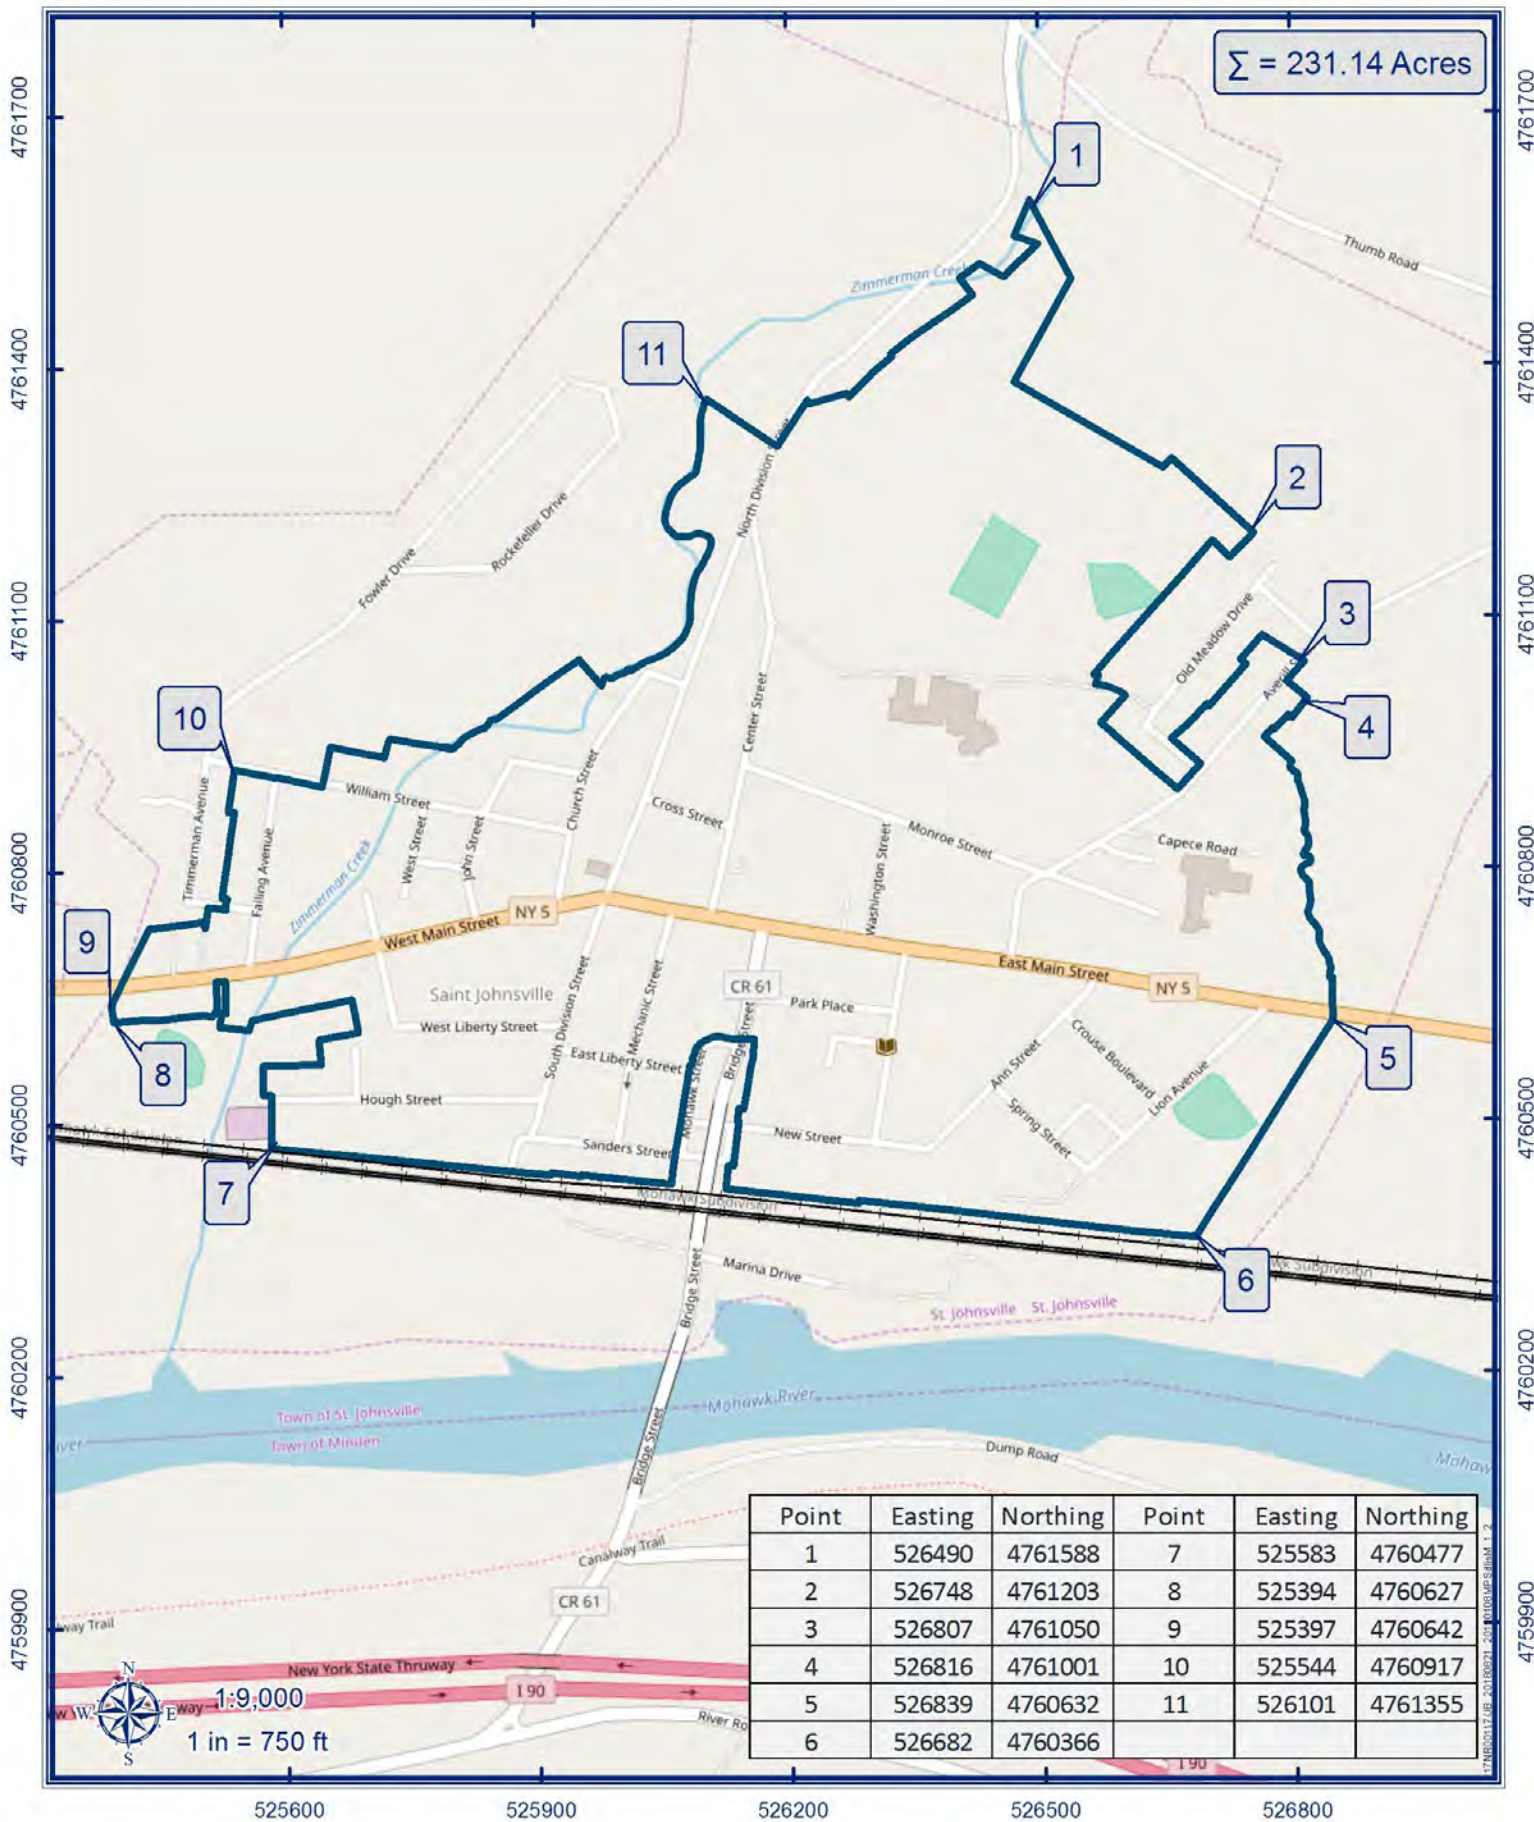 ∑ = 231.14 Acres
4761700
4761400
4761100
4760800
4760500
4760200
4759900
4761700
4761400
4761100
4760800
4760500
4760200
4759900
525600
525900
526200
526500
526800
1
2
3
4
5
6
7
8
9
10
11
Thumb Road
Zimmerman Creek
North Division Street
Rockefeller Drive
Fowler Drive
Old Meadow Drive
Center Street
Church Street
William Street
Timmerman Avenue
Failing Avenue
West Street
John Street
Cross Street
Zimmerman Creek
Monroe Street
Washington Street
Capece Road
NY 5
West Main Street
East Main Street
NY 5
CR 61
Saint Johnsville
Park Place
West Liberty Street
South Division Street
Mechanic Street
East Liberty Street
Bridge Street
Mohawk Street
Ann Street
Crouse Boulevard
Lion Avenue
Spring Street
Hough Street
Sanders Street
New Street
Mohawk Subdivision
Marina Drive
Bridge Street
St. Johnsville
St. Johnsville
Mohawk River
Town of St. Johnsville
Town of Minden
Bridge Street
Dump Road
Canalway Trail
CR 61
New York State Thruway
I 90
I 90
N
W E
S
1:9,000
1 in = 750 ft
Point Easting Northing Point Easting Northing
1 526490 4761588 7 525583 4760477
2 526748 4761203 8 525394 4760627
3 526807 4761050 9 525397 4760642
4 526816 4761001 10 525544 4760917
5 526839 4760632 11 526101 4761355
6 526682 4760366